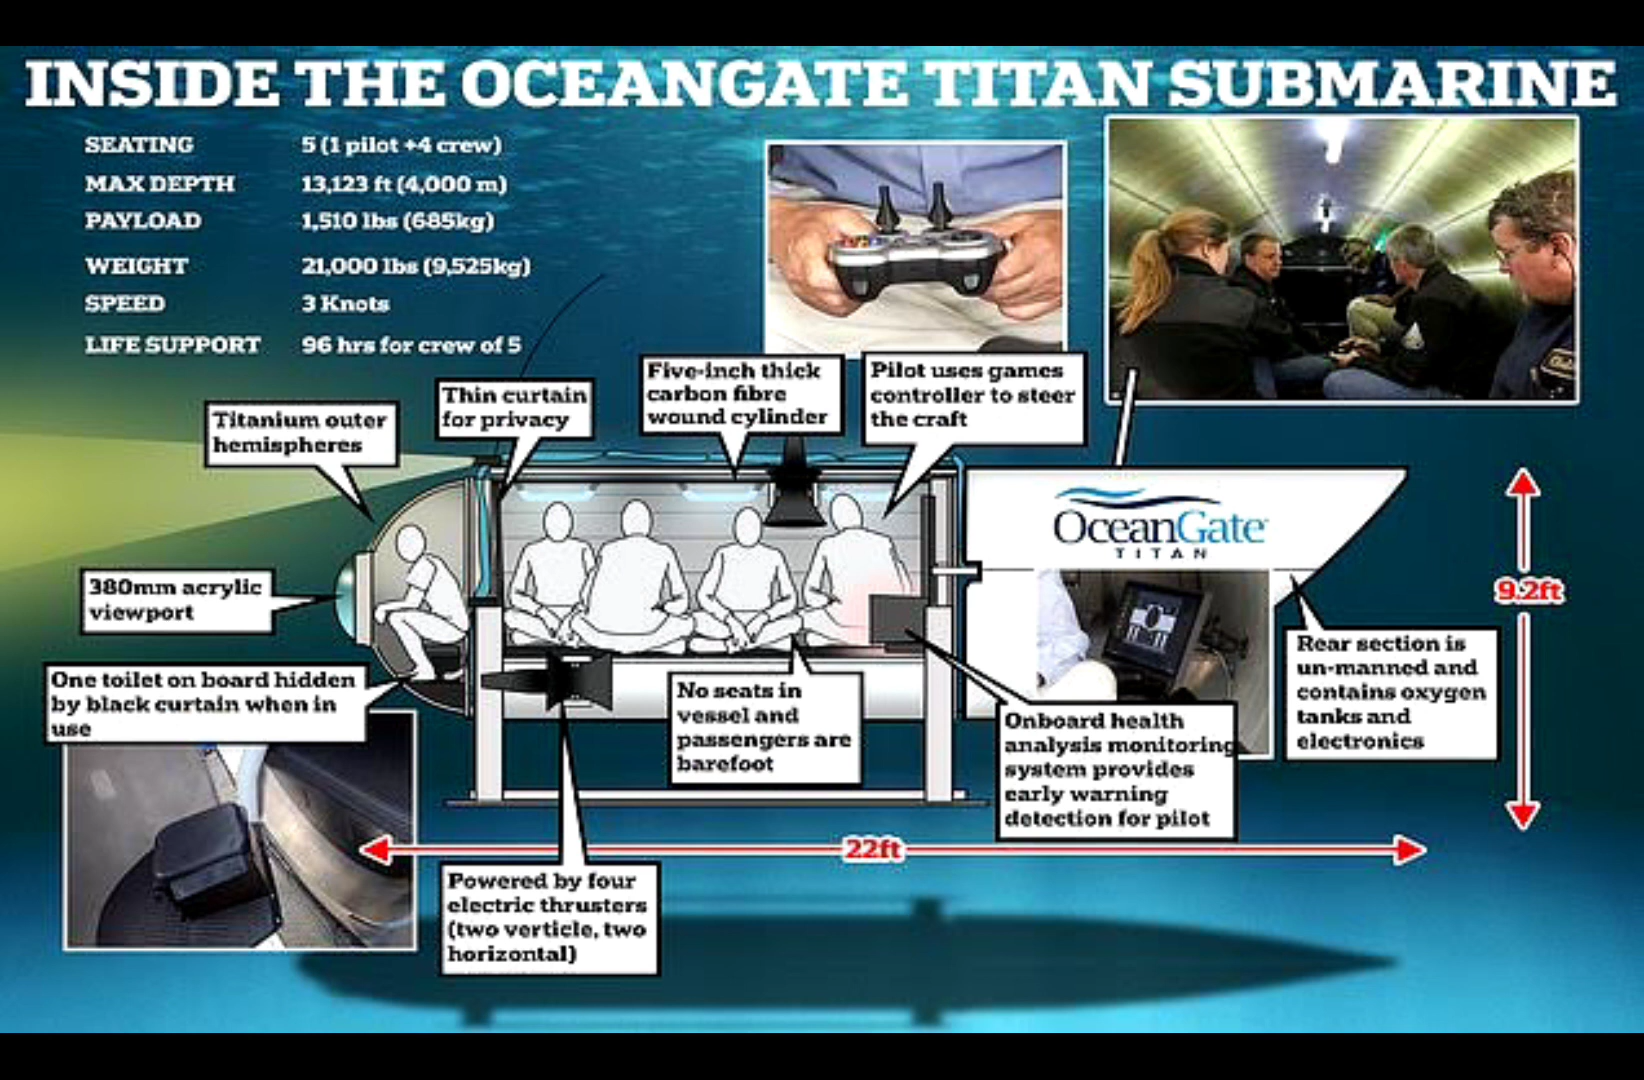 INSIDE THE OCEANGATE TITAN SUBMARINE
SEATING 5 (1 pilot +4 crew)
MAX DEPTH 13,123 ft (4,000 m)
PAYLOAD 1,510 lbs (685kg)
WEIGHT 21,000 lbs (9,525kg)
SPEED 3 Knots
LIFE SUPPORT 96 hrs for crew of 5
Titanium outer
hemispheres
Thin curtain
for privacy
Five-inch thick
carbon fibre
wound cylinder
Pilot uses games
controller to steer
the craft
OceanGate
TITAN
380mm acrylic
viewport
9.2ft
One toilet on board hidden
by black curtain when in
use
No seats in
vessel and
passengers are
barefoot
Onboard health
analysis monitoring
system provides
early warning
detection for pilot
Rear section is
un-manned and
contains oxygen
tanks and
electronics
22ft
Powered by four
electric thrusters
(two verticle, two
horizontal)